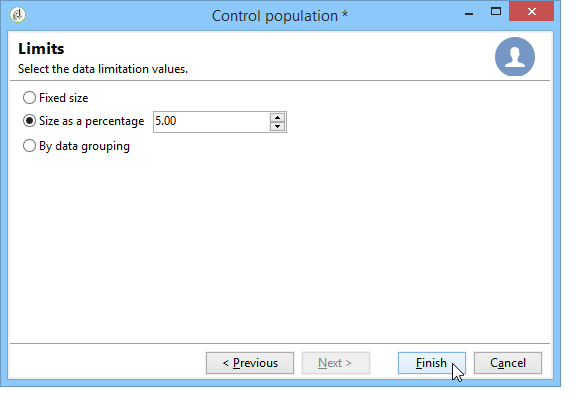 Control population *
Limits
Select the data limitation values.
Fixed size
Size as a percentage 5.00
By data grouping
< Previous Next > Finish Cancel